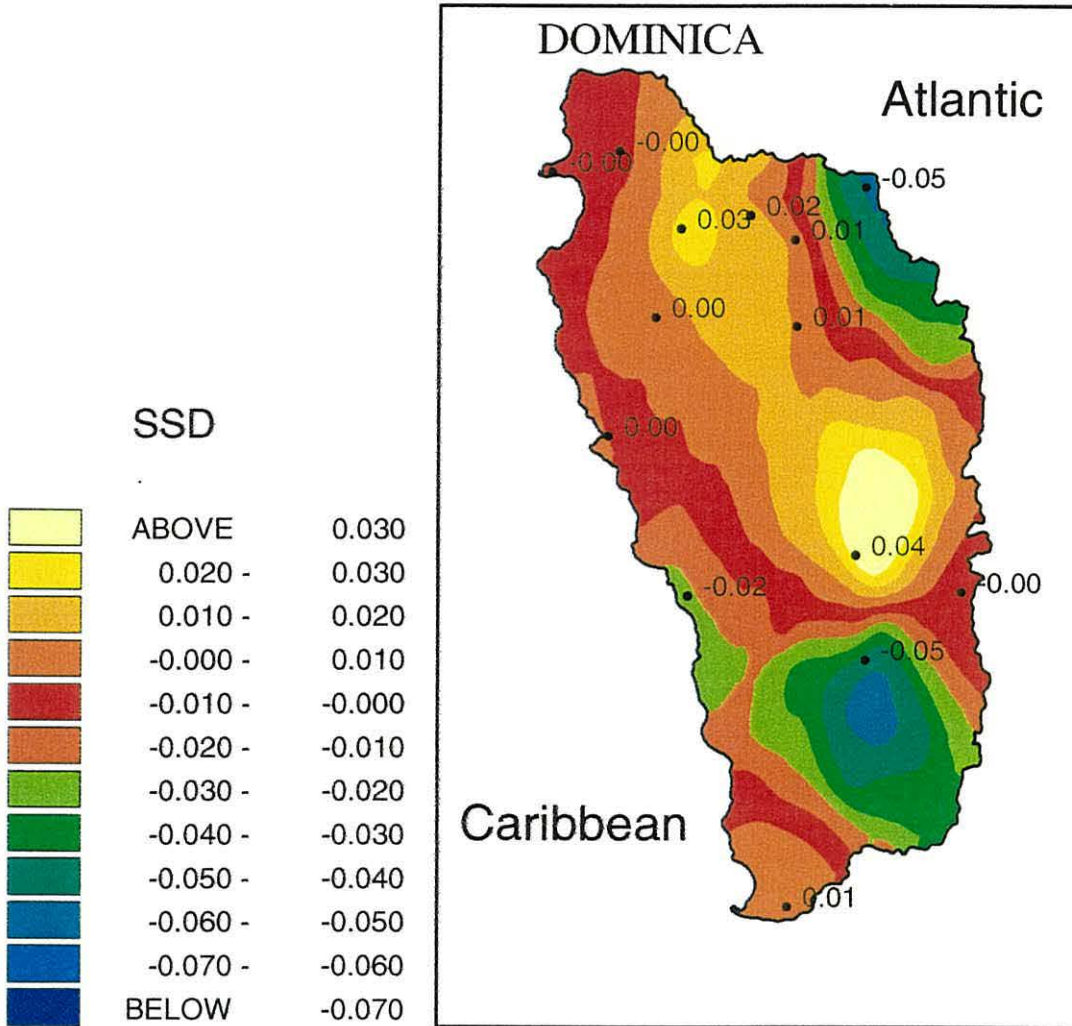 DOMINICA
Atlantic
-0.00
-0.00
-0.05
0.02
0.03
0.01
0.00
0.01
SSD
0.00
ABOVE 0.030
0.020 - 0.030
0.010 - 0.020
-0.000 - 0.010
-0.010 - -0.000
-0.020 - -0.010
-0.030 - -0.020
-0.040 - -0.030
-0.050 - -0.040
-0.060 - -0.050
-0.070 - -0.060
BELOW -0.070
0.04
-0.02
-0.00
-0.05
Caribbean
0.01